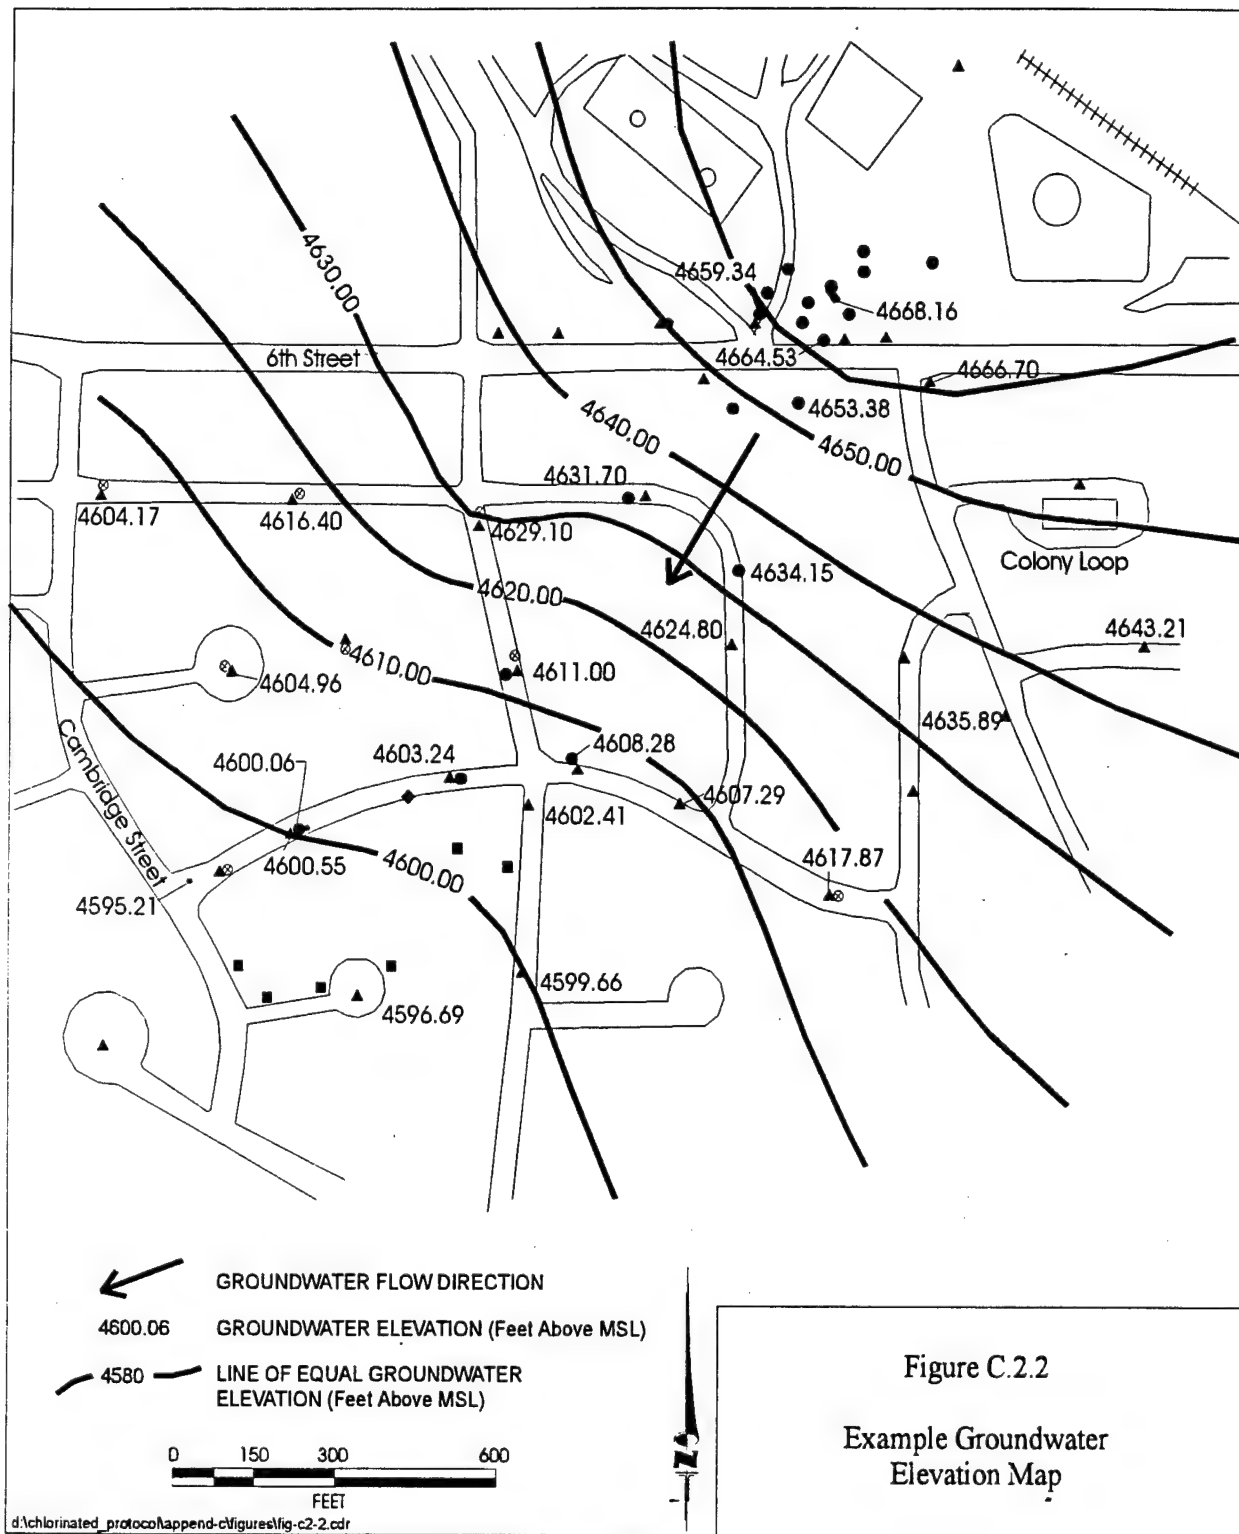 4630.00
4659.34
4668.16
6th Street
4664.53
4666.70
4653.38
4640.00
4650.00
4631.70
4604.17
4616.40
4629.10
Colony Loop
4634.15
4620.00
4624.80
4643.21
4610.00
4604.96
4611.00
4635.89
Cambridge Street
4600.06
4603.24
4608.28
4607.29
4602.41
4600.55
4600.00
4617.87
4595.21
4599.66
4596.69
GROUNDWATER FLOW DIRECTION
4600.06 GROUNDWATER ELEVATION (Feet Above MSL)
4580 LINE OF EQUAL GROUNDWATER
ELEVATION (Feet Above MSL)
0 150 300 600
FEET
N
Figure C.2.2
Example Groundwater
Elevation Map
d:\chlorinated_protocol\append-c\figures\fig-c2-2.cdr